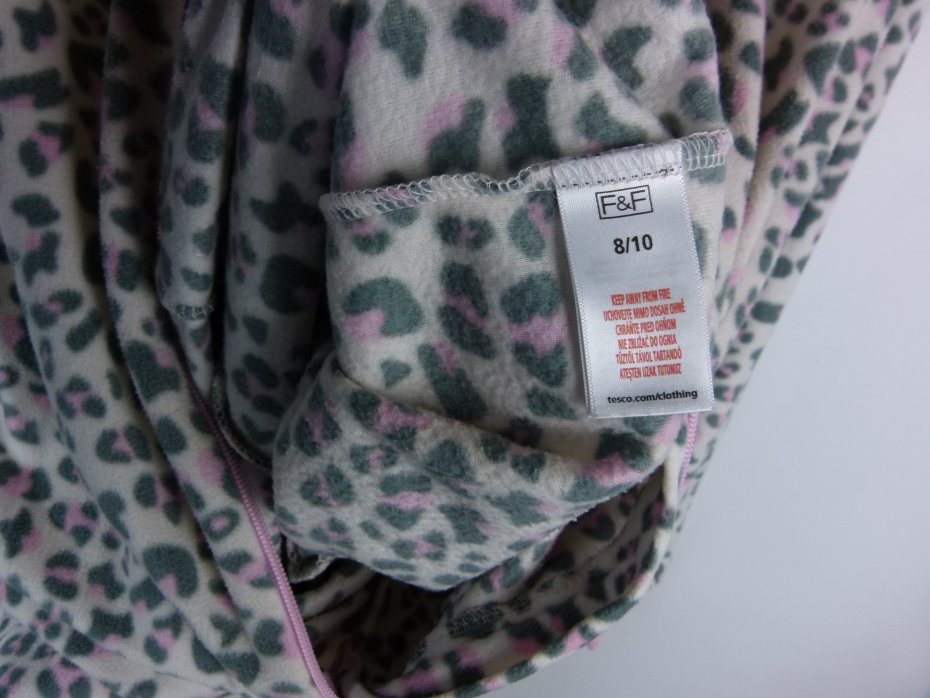 F&F
8/10
KEEP AWAY FROM FIRE
UCHOVEJTE MIMO DOSAH OHNĚ
CHRÁŇTE PRED OHŇOM
NIE ZBLIŻAĆ DO OGNIA
TŰZTŐL TÁVOL TARTANDÓ
ATEŞTEN UZAK TUTUNUZ
tesco.com/clothing